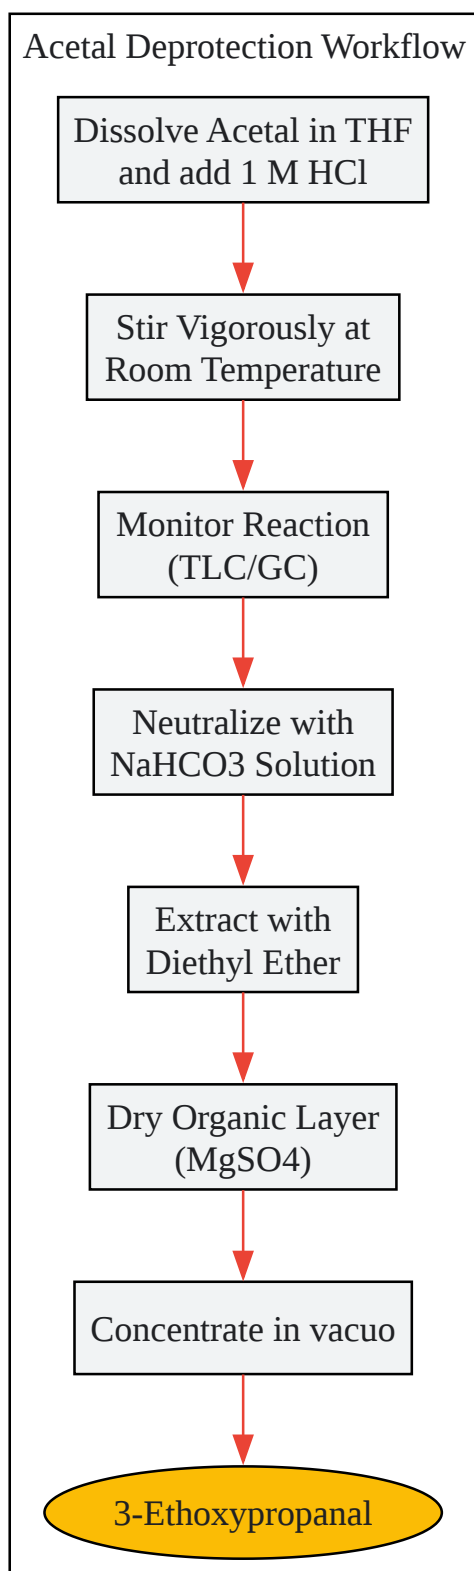 Acetal Deprotection Workflow
Dissolve Acetal in THF
and add 1 M HCl
Stir Vigorously at
Room Temperature
Monitor Reaction
(TLC/GC)
Neutralize with
NaHCO3 Solution
Extract with
Diethyl Ether
Dry Organic Layer
(MgSO4)
Concentrate in vacuo
3-Ethoxypropanal